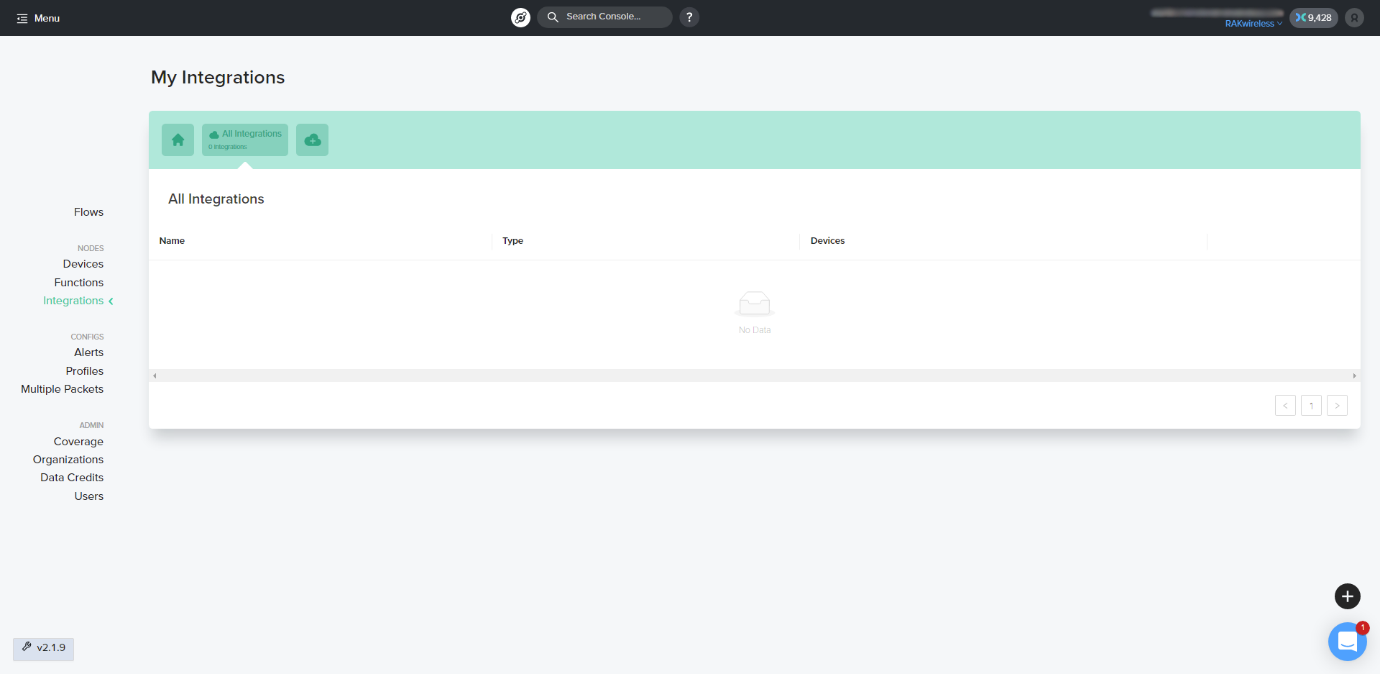 Menu
Search Console...
?
RAKwireless
9,428
My Integrations
All Integrations
0 Integrations
All Integrations
Name
Type
Devices
No Data
1
Flows
NODES
Devices
Functions
Integrations
CONFIGS
Alerts
Profiles
Multiple Packets
ADMIN
Coverage
Organizations
Data Credits
Users
1
v2.1.9